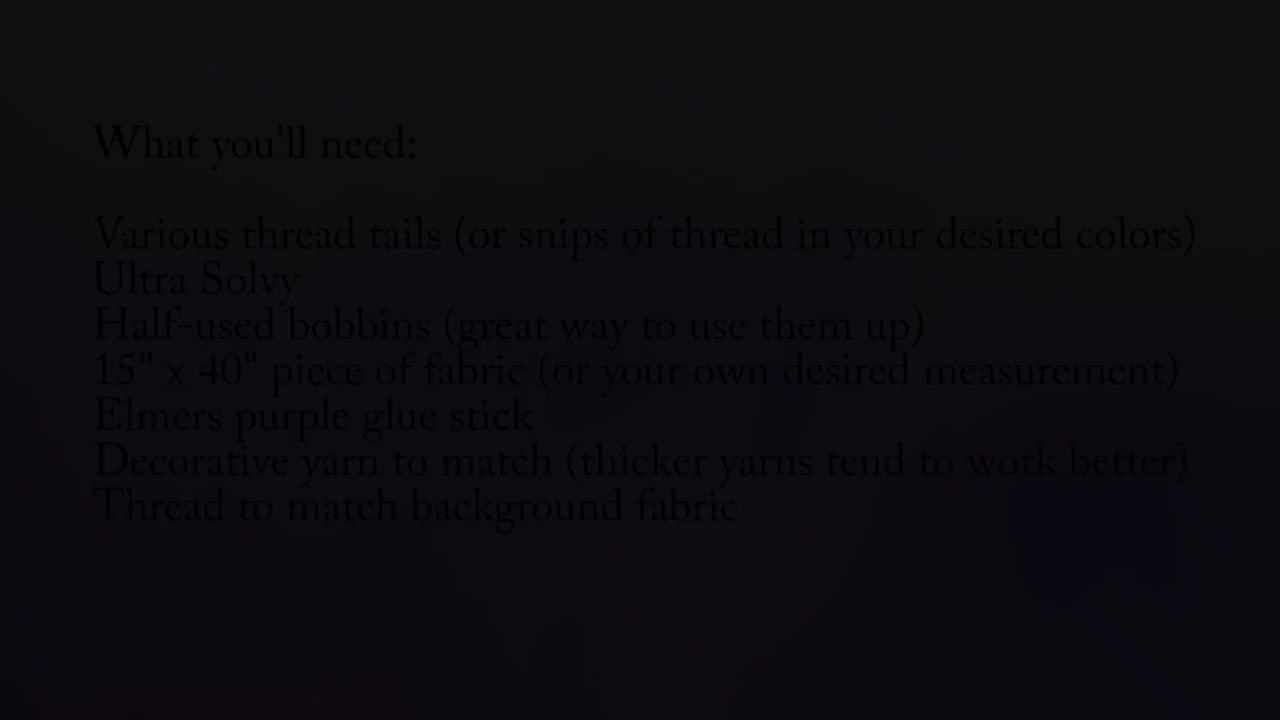 What you'll need:
Various thread tails (or snips of thread in your desired colors)
Ultra Solvy
Half-used bobbins (great way to use them up)
15" x 40" piece of fabric (or your own desired measurement)
Elmers purple glue stick
Decorative yarn to match (thicker yarns tend to work better)
Thread to match background fabric